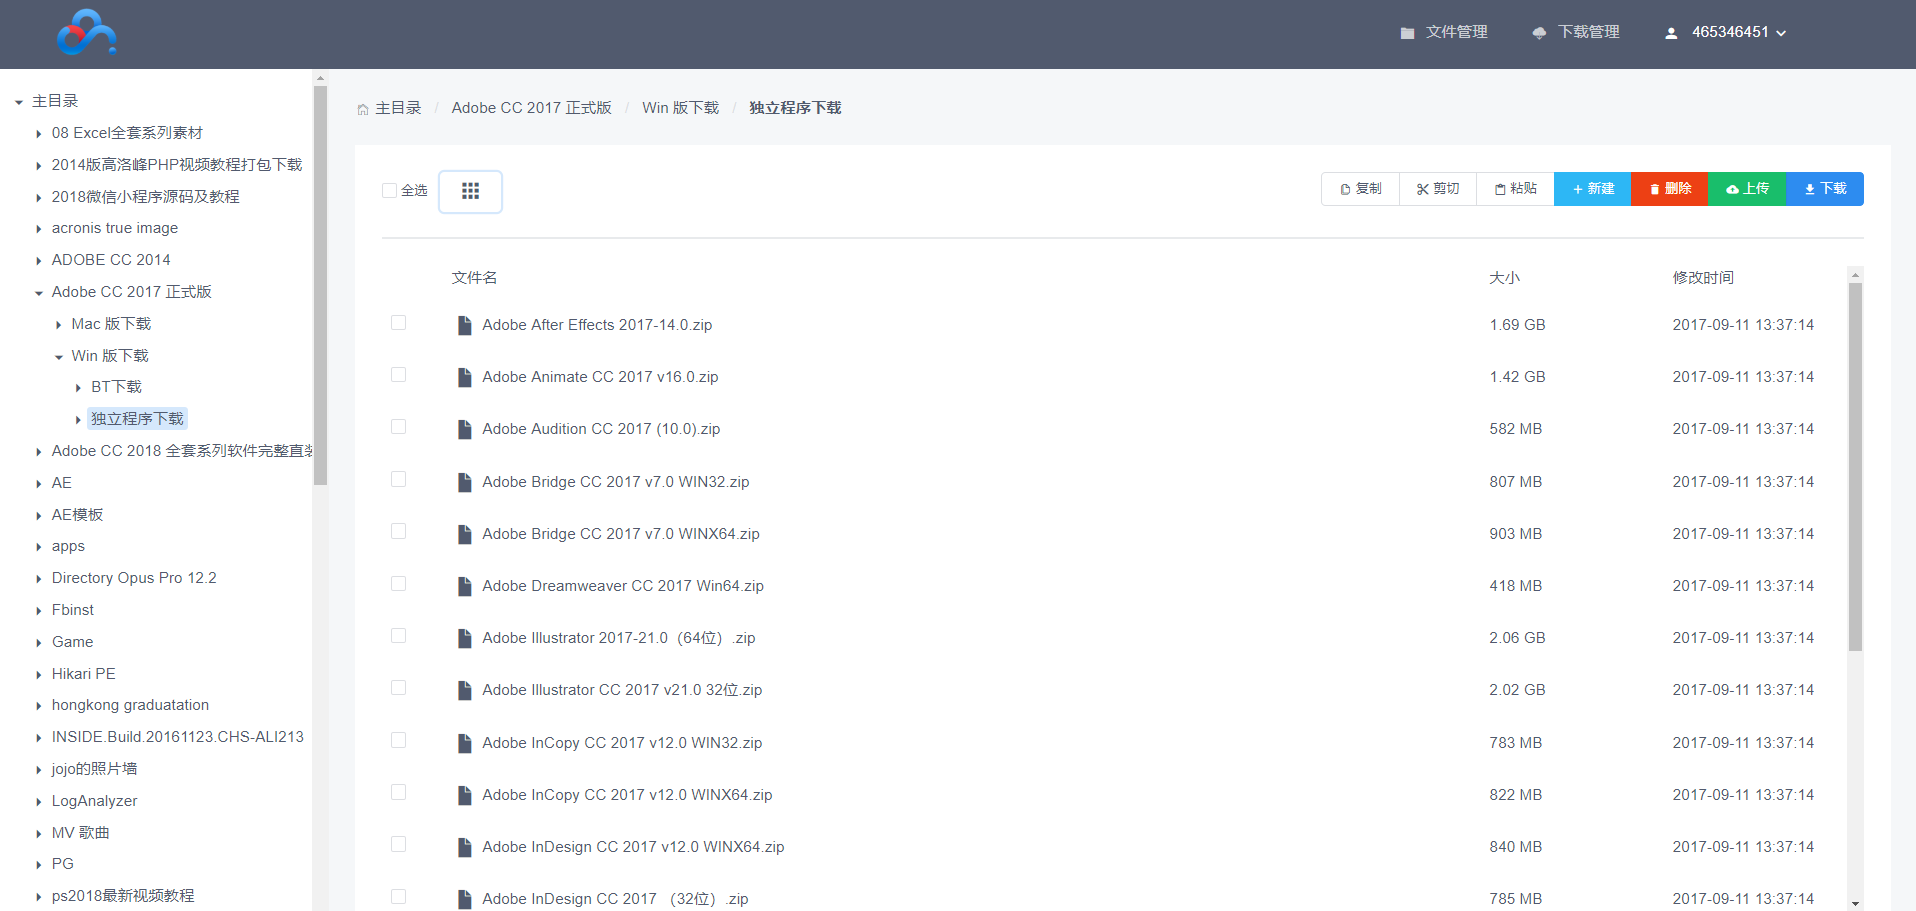 文件管理 下载管理 465346451
主目录
08 Excel全套系列素材
2014版高洛峰PHP视频教程打包下载
2018微信小程序源码及教程
acronis true image
ADOBE CC 2014
Adobe CC 2017 正式版
Mac 版下载
Win 版下载
BT下载
独立程序下载
Adobe CC 2018 全套系列软件完整直
AE
AE模板
apps
Directory Opus Pro 12.2
Fbinst
Game
Hikari PE
hongkong graduatation
INSIDE.Build.20161123.CHS-ALI213
jojo的照片墙
LogAnalyzer
MV 歌曲
PG
ps2018最新视频教程
主目录 / Adobe CC 2017 正式版 / Win 版下载 / 独立程序下载
全选 复制 剪切 粘贴 + 新建 删除 上传 下载
文件名 大小 修改时间
Adobe After Effects 2017-14.0.zip 1.69 GB 2017-09-11 13:37:14
Adobe Animate CC 2017 v16.0.zip 1.42 GB 2017-09-11 13:37:14
Adobe Audition CC 2017 (10.0).zip 582 MB 2017-09-11 13:37:14
Adobe Bridge CC 2017 v7.0 WIN32.zip 807 MB 2017-09-11 13:37:14
Adobe Bridge CC 2017 v7.0 WINX64.zip 903 MB 2017-09-11 13:37:14
Adobe Dreamweaver CC 2017 Win64.zip 418 MB 2017-09-11 13:37:14
Adobe Illustrator 2017-21.0（64位）.zip 2.06 GB 2017-09-11 13:37:14
Adobe Illustrator CC 2017 v21.0 32位.zip 2.02 GB 2017-09-11 13:37:14
Adobe InCopy CC 2017 v12.0 WIN32.zip 783 MB 2017-09-11 13:37:14
Adobe InCopy CC 2017 v12.0 WINX64.zip 822 MB 2017-09-11 13:37:14
Adobe InDesign CC 2017 v12.0 WINX64.zip 840 MB 2017-09-11 13:37:14
Adobe InDesign CC 2017 （32位）.zip 785 MB 2017-09-11 13:37:14